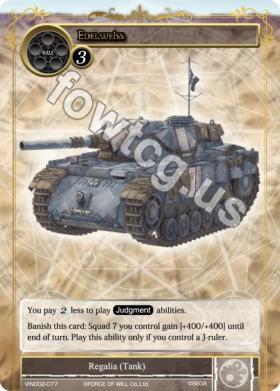 EDELWEISS
WILL
3
fowtcg.us
You pay 2 less to play Judgment abilities.
Banish this card: Squad 7 you control gain [+400/+400] until
end of turn. Play this ability only if you control a J-ruler.
Regalia (Tank)
VIN002-077
©FORCE OF WILL Co.,Ltd.
©SEGA